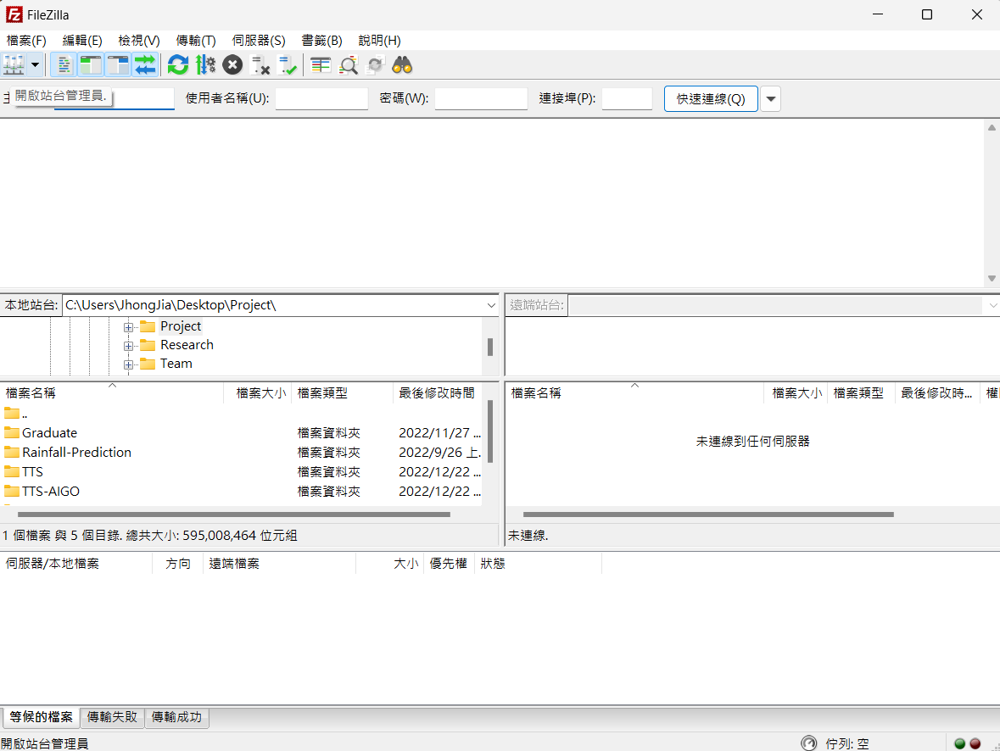 FileZilla
檔案(F) 編輯(E) 檢視(V) 傳輸(T) 伺服器(S) 書籤(B) 說明(H)
開啟站台管理員. 使用者名稱(U): 密碼(W): 連接埠(P): 快速連線(Q)
本地站台: C:\Users\JhongJia\Desktop\Project\ 遠端站台:
Project
Research
Team
檔案名稱 檔案大小 檔案類型 最後修改時間 檔案名稱 檔案大小 檔案類型 最後修改時... 權
..
Graduate 檔案資料夾 2022/11/27 ...
Rainfall-Prediction 檔案資料夾 2022/9/26 上.
TTS 檔案資料夾 2022/12/22 ...
TTS-AIGO 檔案資料夾 2022/12/22 ...
未連線到任何伺服器
1 個檔案 與 5 個目錄. 總共大小: 595,008,464 位元組 未連線.
伺服器/本地檔案 方向 遠端檔案 大小 優先權 狀態
等候的檔案 傳輸失敗 傳輸成功
開啟站台管理員 佇列: 空